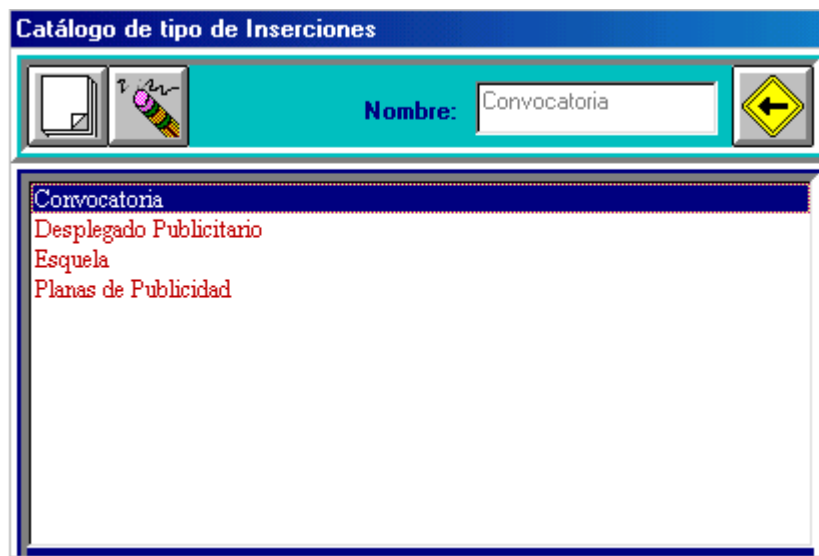 Catálogo de tipo de Inserciones
Nombre: Convocatoria
Convocatoria
Desplegado Publicitario
Esquela
Planas de Publicidad